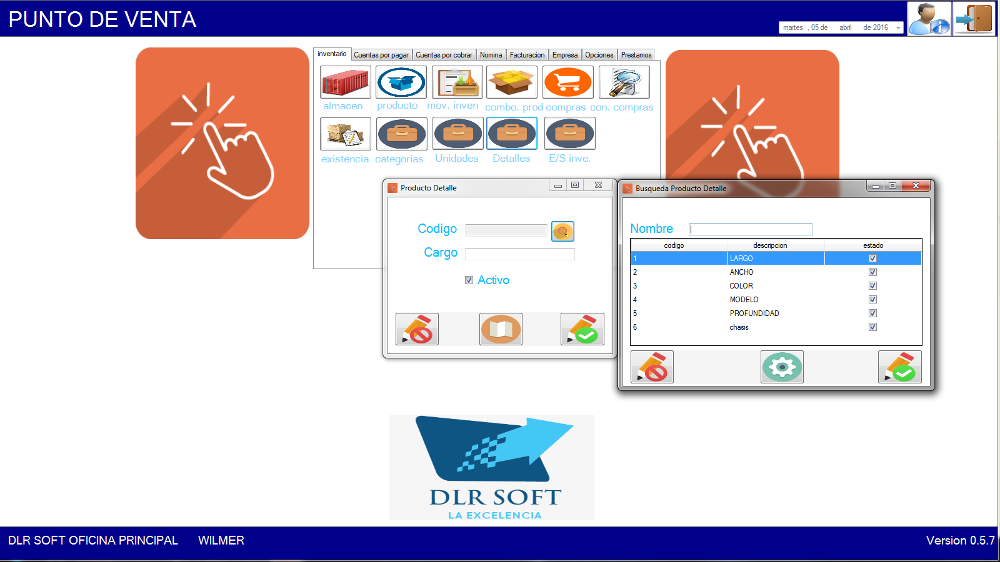 PUNTO DE VENTA
martes , 05 de abril de 2016
inventario Cuentas por pagar Cuentas por cobrar Nomina Facturacion Empresa Opciones Prestamos
almacen producto mov. inven combo. prod compras con. compras
existencia categorias Unidades Detalles E/S inve.
Producto Detalle
Codigo
Cargo
Activo
Busqueda Producto Detalle
Nombre
codigo descripcion estado
1 LARGO
2 ANCHO
3 COLOR
4 MODELO
5 PROFUNDIDAD
6 chasis
DLR SOFT
LA EXCELENCIA
DLR SOFT OFICINA PRINCIPAL WILMER
Version 0.5.7